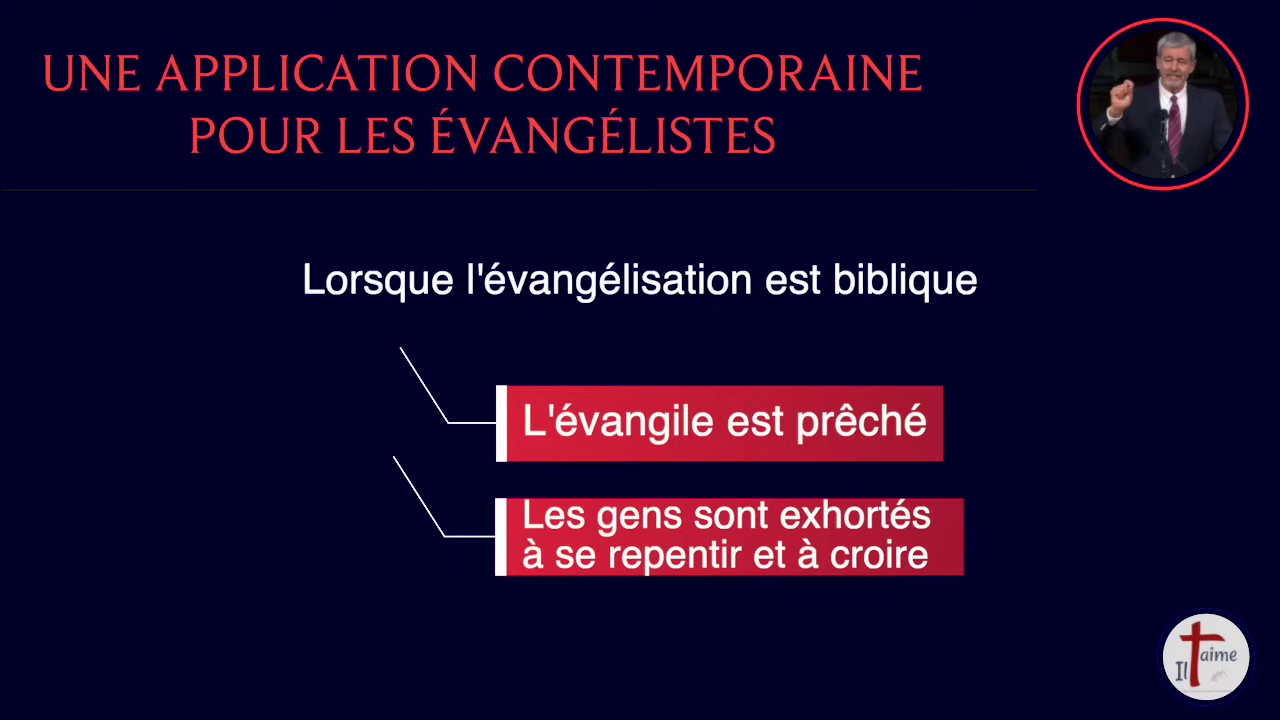 UNE APPLICATION CONTEMPORAINE
POUR LES ÉVANGÉLISTES
Lorsque l'évangélisation est biblique
L'évangile est prêché
Les gens sont exhortés
à se repentir et à croire
Il t'aime